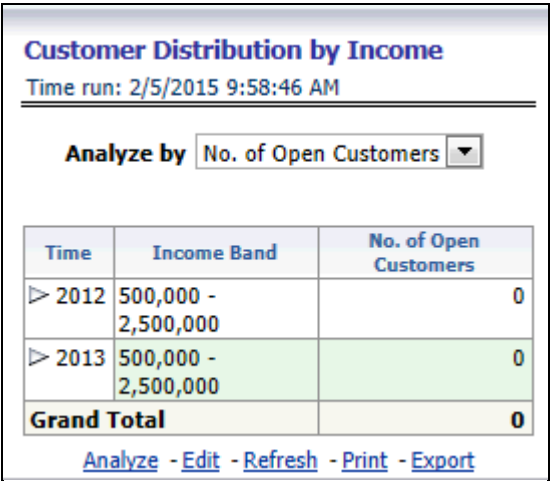 Customer Distribution by Income
Time run: 2/5/2015 9:58:46 AM
Analyze by No. of Open Customers
Time Income Band No. of Open Customers
2012 500,000 - 0
2,500,000
2013 500,000 - 0
2,500,000
Grand Total 0
Analyze - Edit - Refresh - Print - Export